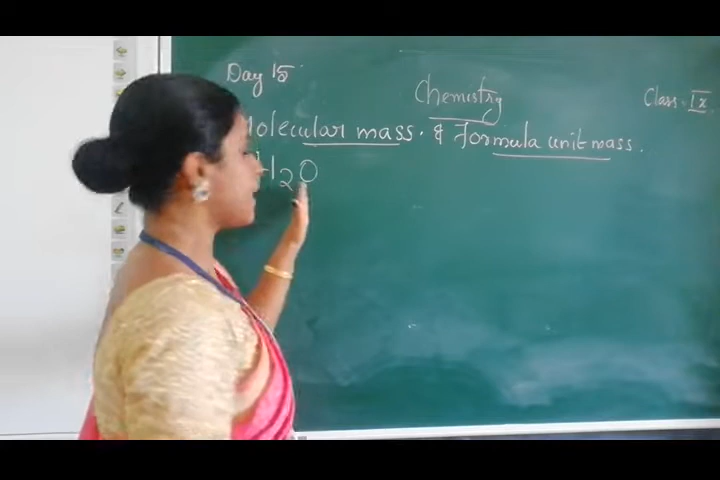 Day 15
Chemistry
Class - IX
Molecular mass. & Formula unit mass.
H2O